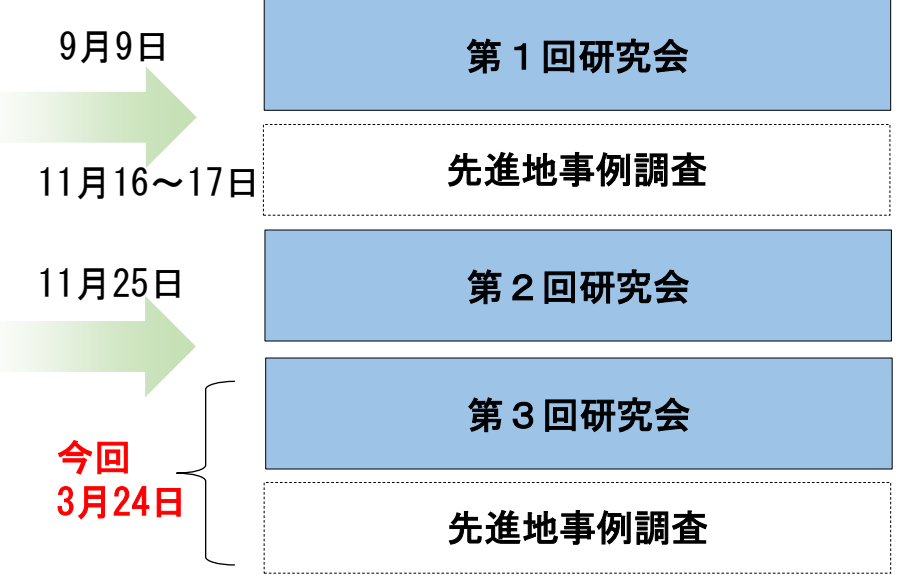 9月9日
第１回研究会
先進地事例調査
11月16～17日
11月25日
第２回研究会
第３回研究会
今回
3月24日
先進地事例調査